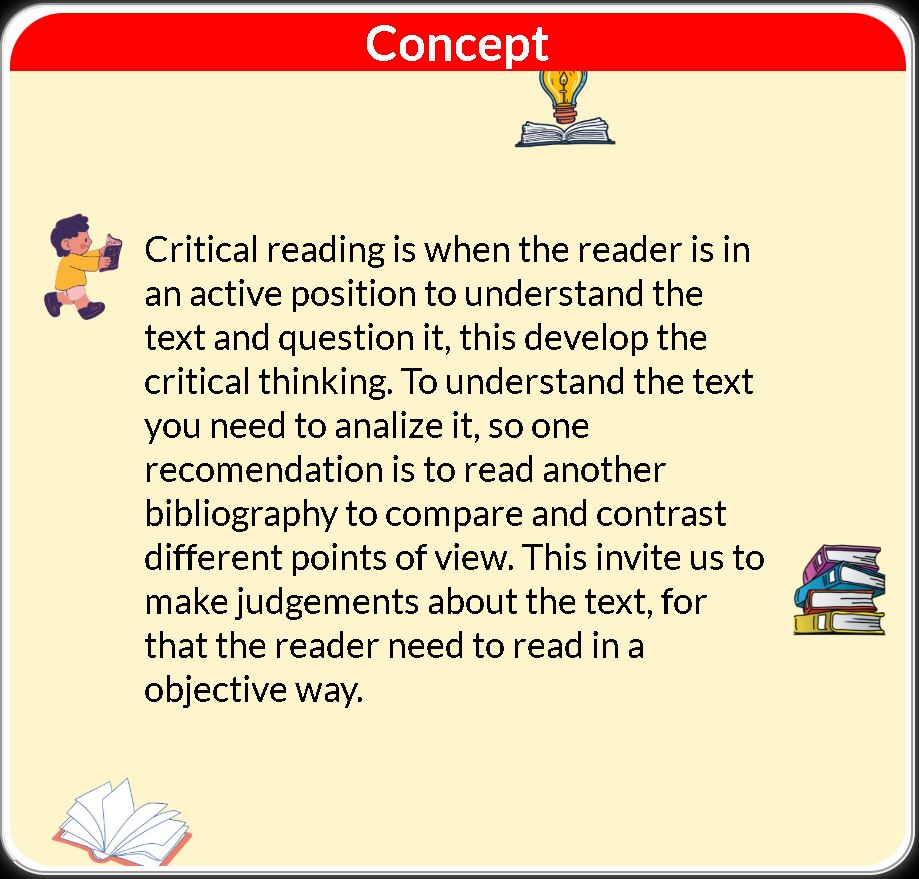 Concept
Critical reading is when the reader is in
an active position to understand the
text and question it, this develop the
critical thinking. To understand the text
you need to analize it, so one
recomendation is to read another
bibliography to compare and contrast
different points of view. This invite us to
make judgements about the text, for
that the reader need to read in a
objective way.